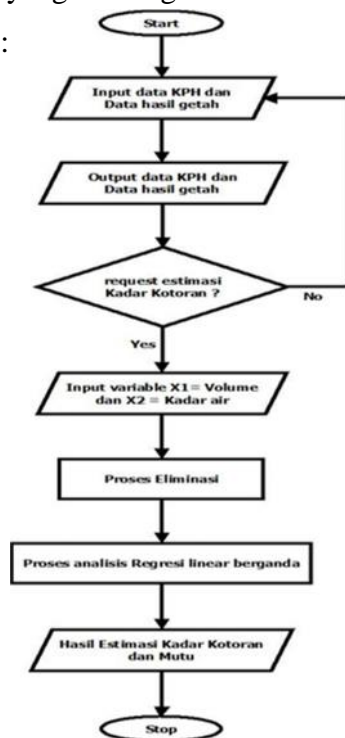 :
Start
Input data KPH dan
Data hasil getah
Output data KPH dan
Data hasil getah
request estimasi
Kadar Kotoran ?
No
Yes
Input variable X1= Volume
dan X2 = Kadar air
Proses Eliminasi
Proses analisis Regresi linear berganda
Hasil Estimasi Kadar Kotoran
dan Mutu
Stop